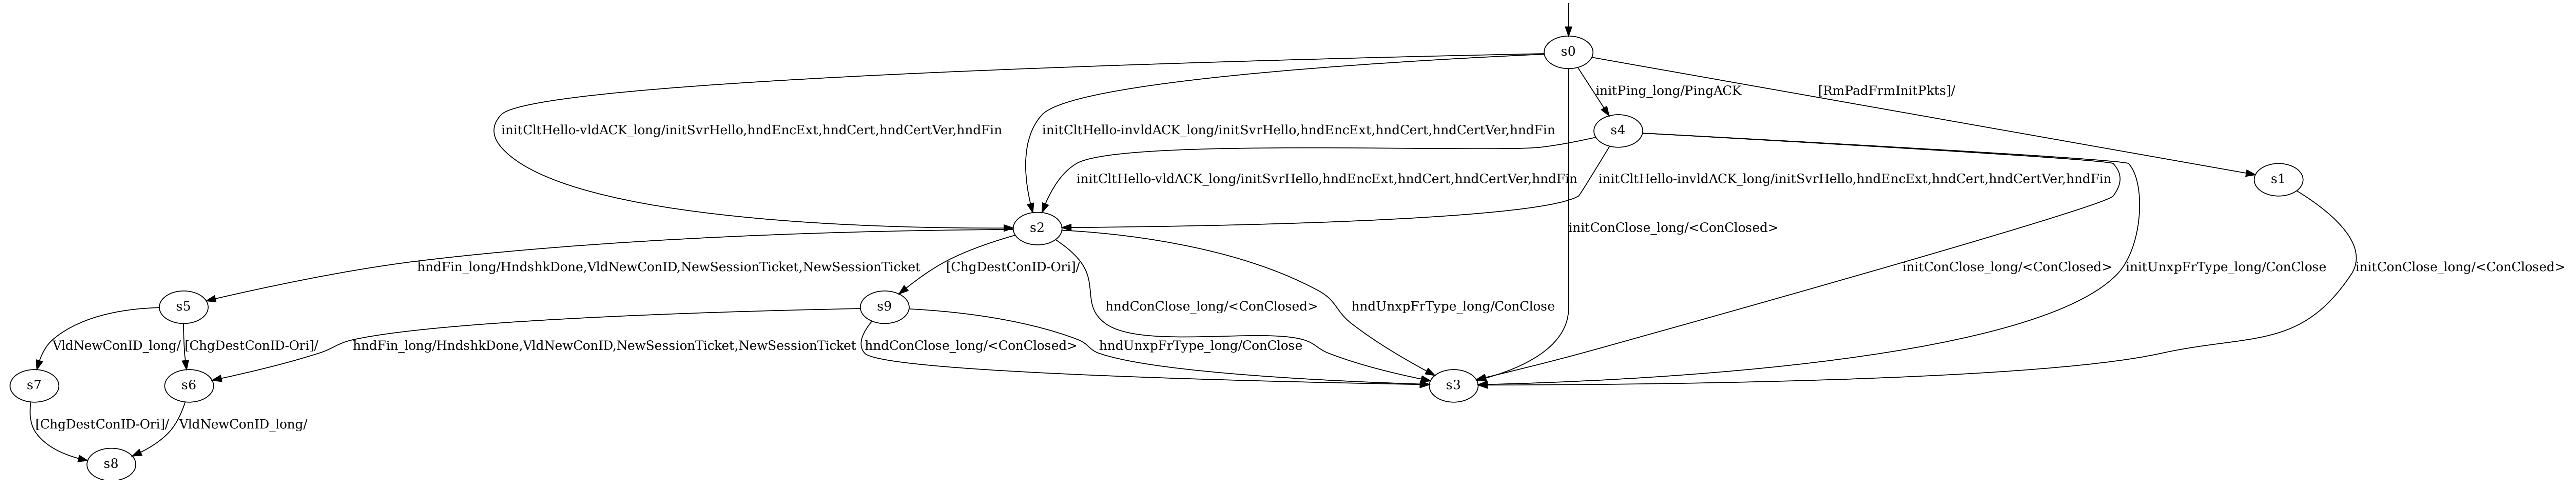 s0
initPing_long/PingACK
[RmPadFrmInitPkts]/
initCltHello-vldACK_long/initSvrHello,hndEncExt,hndCert,hndCertVer,hndFin
initCltHello-invldACK_long/initSvrHello,hndEncExt,hndCert,hndCertVer,hndFin
s4
initCltHello-vldACK_long/initSvrHello,hndEncExt,hndCert,hndCertVer,hndFin
initCltHello-invldACK_long/initSvrHello,hndEncExt,hndCert,hndCertVer,hndFin
s1
s2
initConClose_long/<ConClosed>
hndFin_long/HndshkDone,VldNewConID,NewSessionTicket,NewSessionTicket
[ChgDestConID-Ori]/
initConClose_long/<ConClosed>
initUnxpFrType_long/ConClose
initConClose_long/<ConClosed>
s5
s9
hndConClose_long/<ConClosed>
hndUnxpFrType_long/ConClose
VldNewConID_long/
[ChgDestConID-Ori]/
hndFin_long/HndshkDone,VldNewConID,NewSessionTicket,NewSessionTicket
hndConClose_long/<ConClosed>
hndUnxpFrType_long/ConClose
s7
s6
s3
[ChgDestConID-Ori]/
VldNewConID_long/
s8